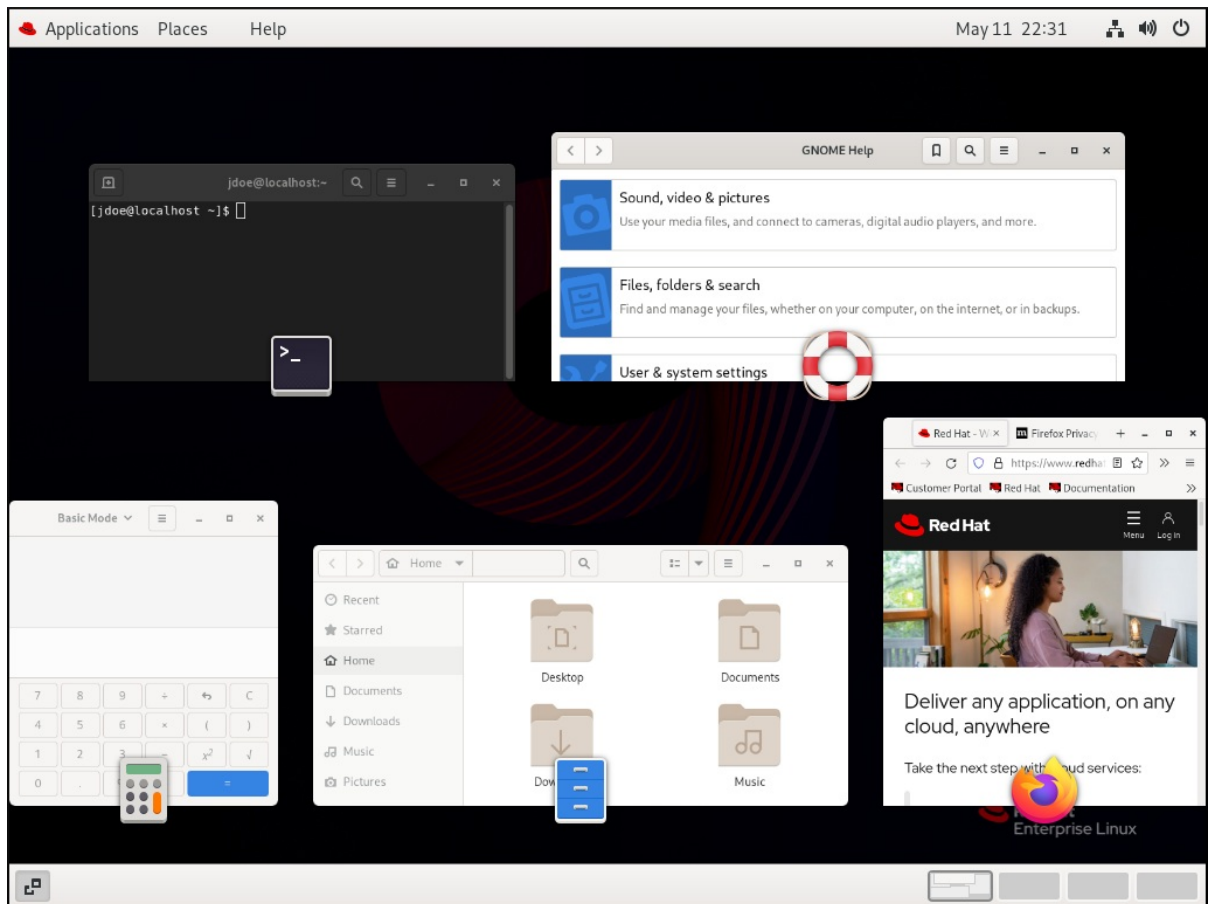 Applications Places Help May 11 22:31
jdoe@localhost:~
[jdoe@localhost ~]$
>_
GNOME Help
Sound, video & pictures
Use your media files, and connect to cameras, digital audio players, and more.
Files, folders & search
Find and manage your files, whether on your computer, on the internet, or in backups.
User & system settings
Basic Mode
7 8 9 ÷ C
4 5 6 × ( )
1 2 3 − x² √
0 . =
Home
Recent
Starred
Home
Documents
Downloads
Music
Pictures
Desktop
Documents
Music
Red Hat - W
Firefox Privac
https://www.redha
Customer Portal Red Hat Documentation
Red Hat
Menu Log in
Deliver any application, on any
cloud, anywhere
Take the next step with cloud services:
Enterprise Linux